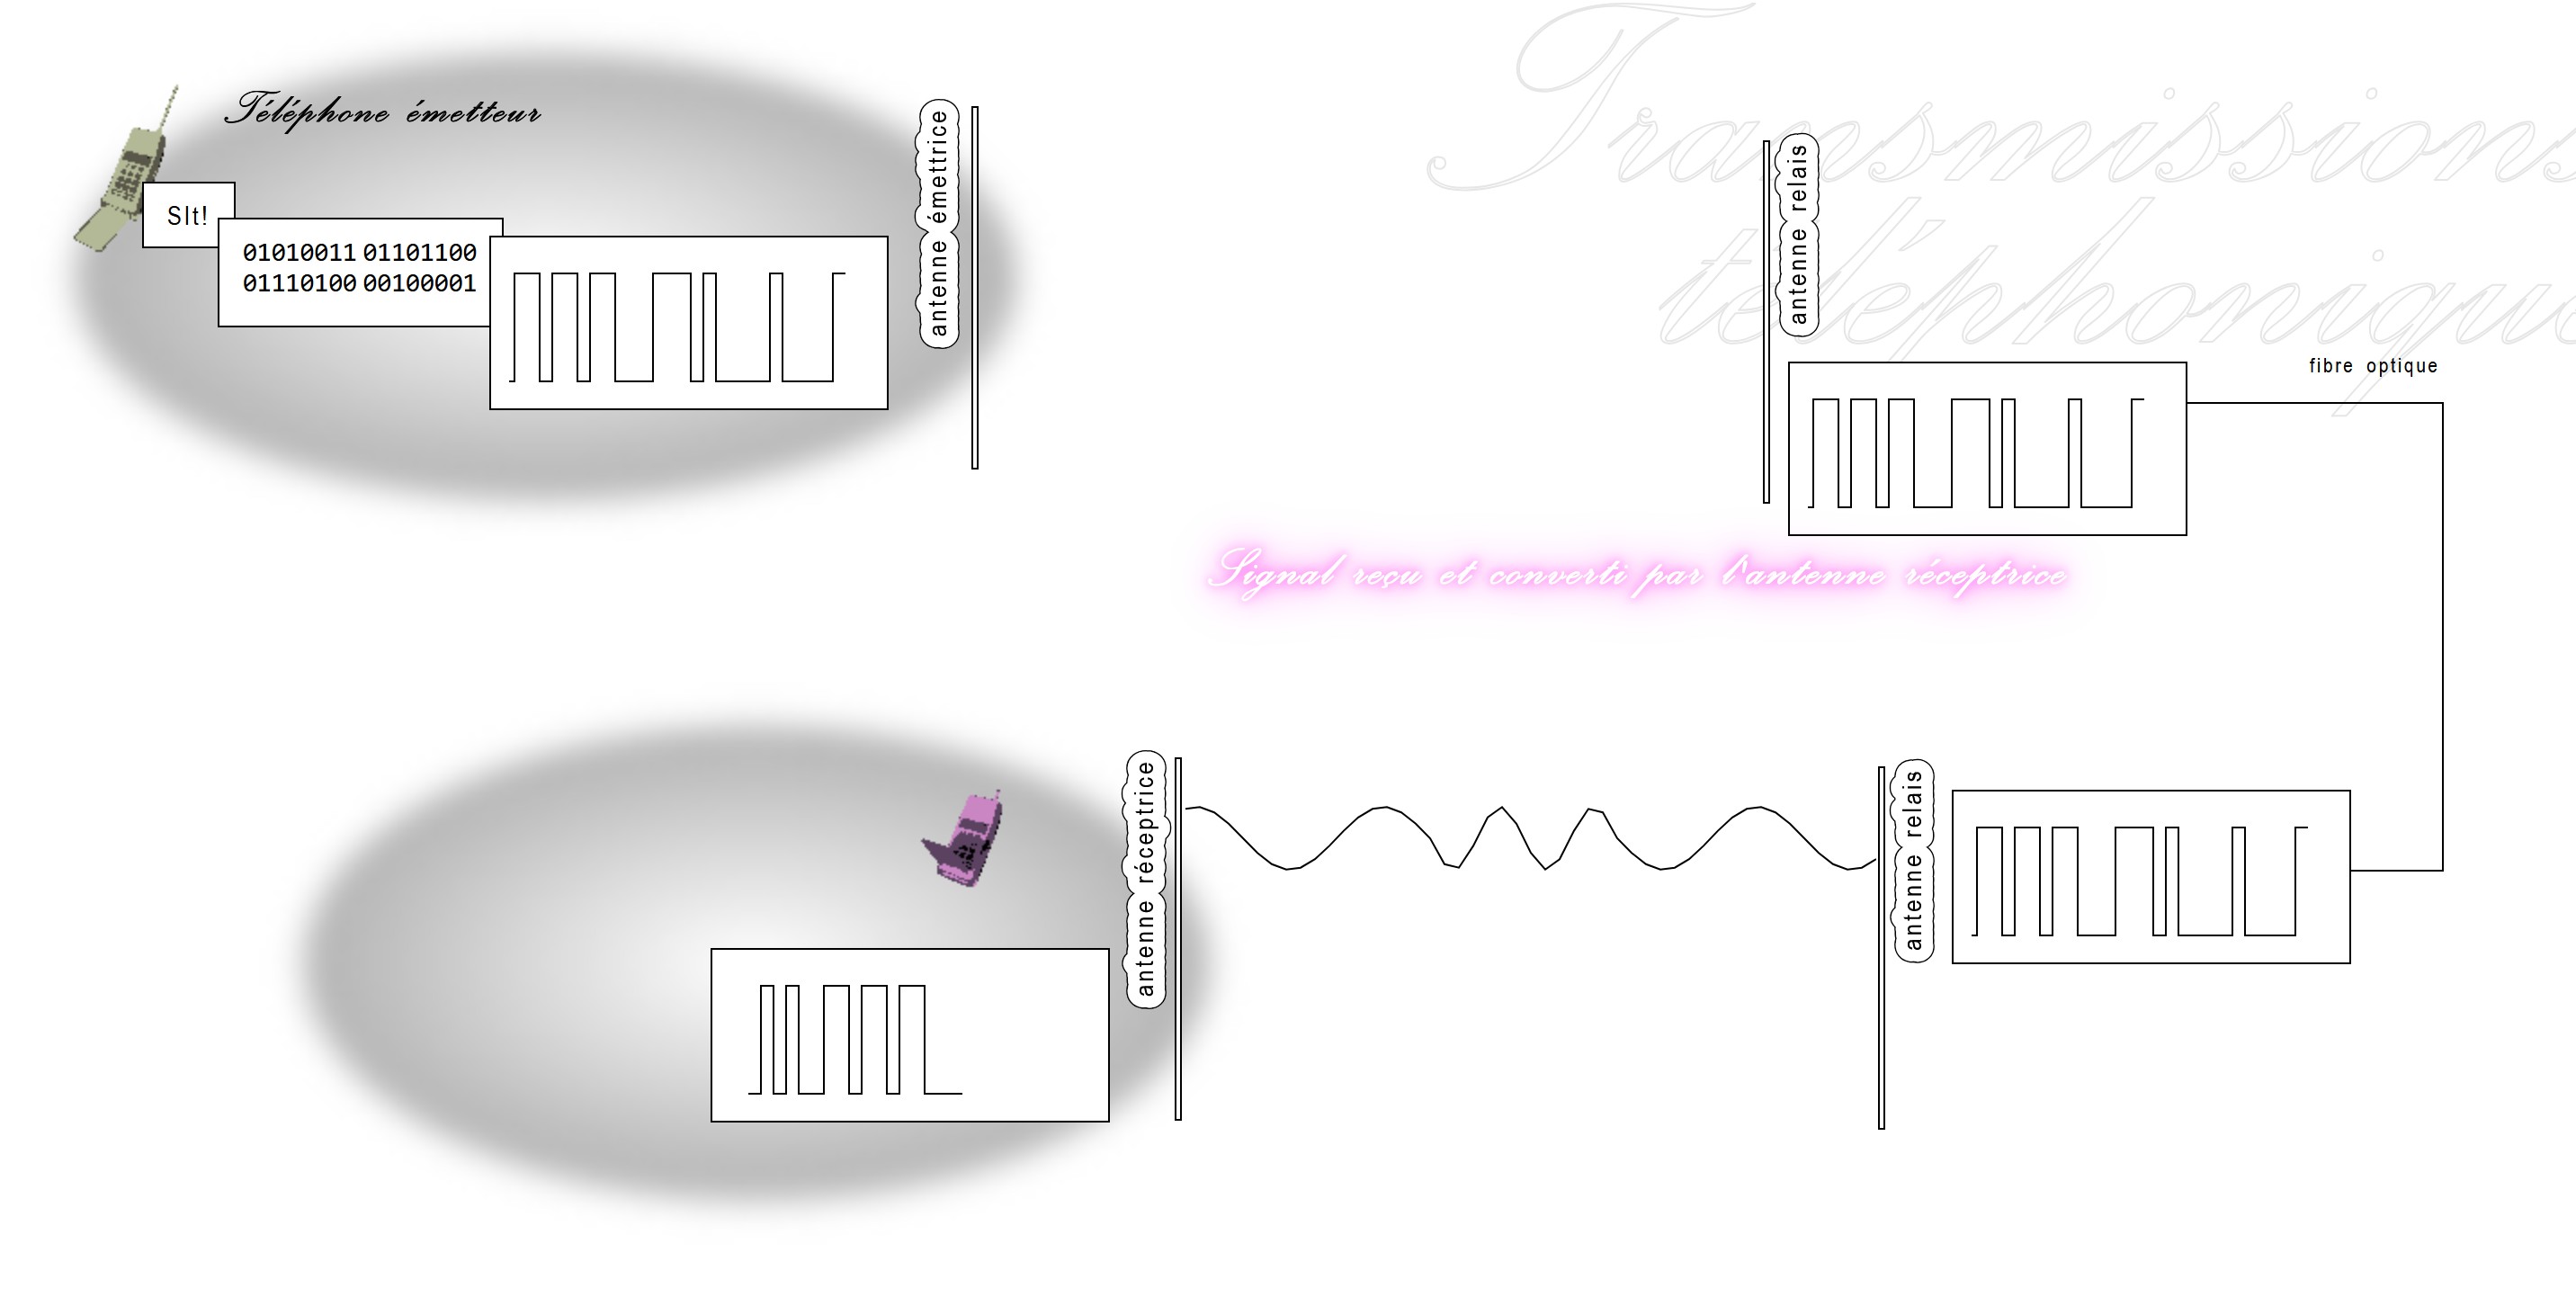 Transmissions
téléphonique
Téléphone émetteur
Slt!
01010011 01101100
01110100 00100001
antenne émettrice
antenne relais
fibre optique
Signal reçu et converti par l'antenne réceptrice
antenne réceptrice
antenne relais